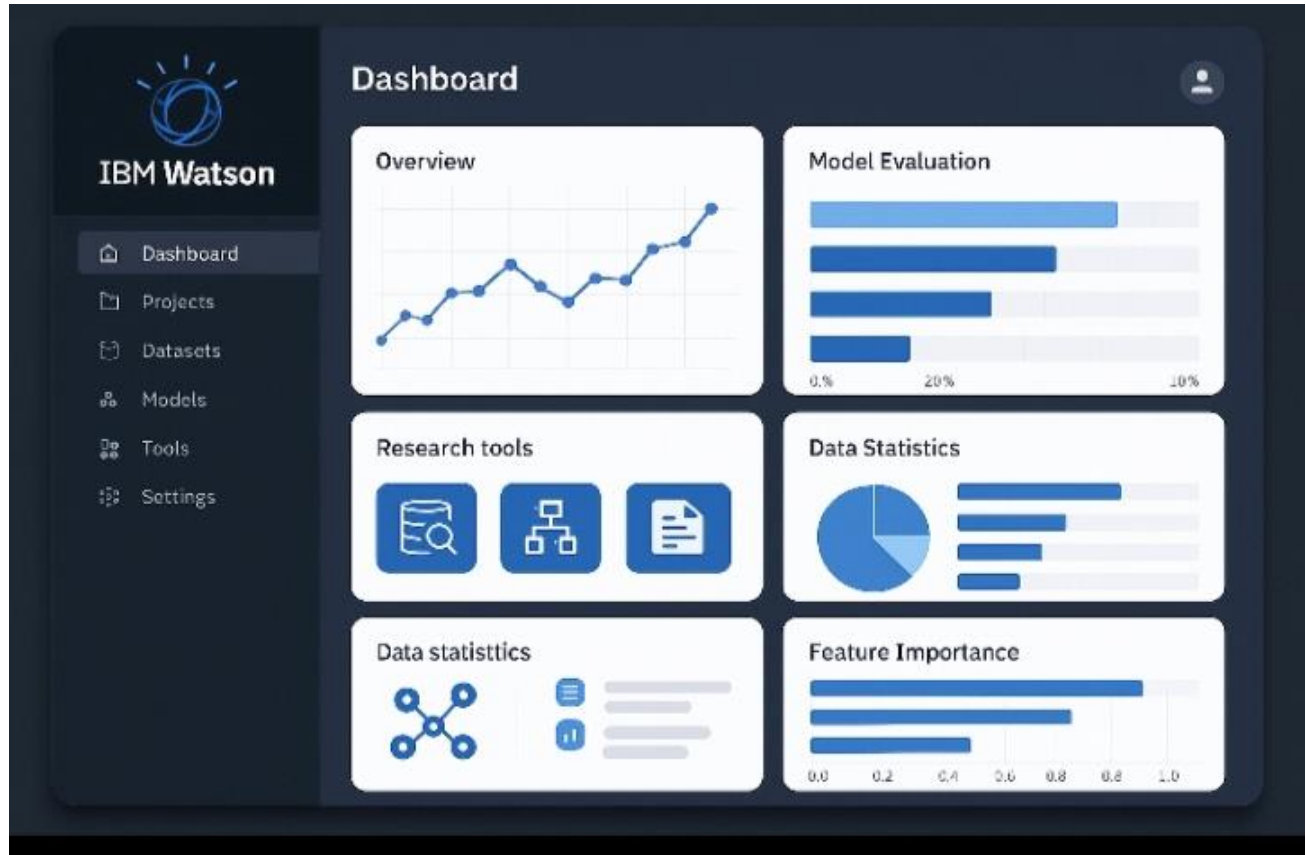 IBM Watson
Dashboard
Projects
Datasets
Models
Tools
Settings
Dashboard
Overview
Model Evaluation
0.% 20% 10%
Research tools
Data Statistics
Data statisttics
Feature Importance
0.0 0.2 0.4 0.6 0.8 0.8 1.0